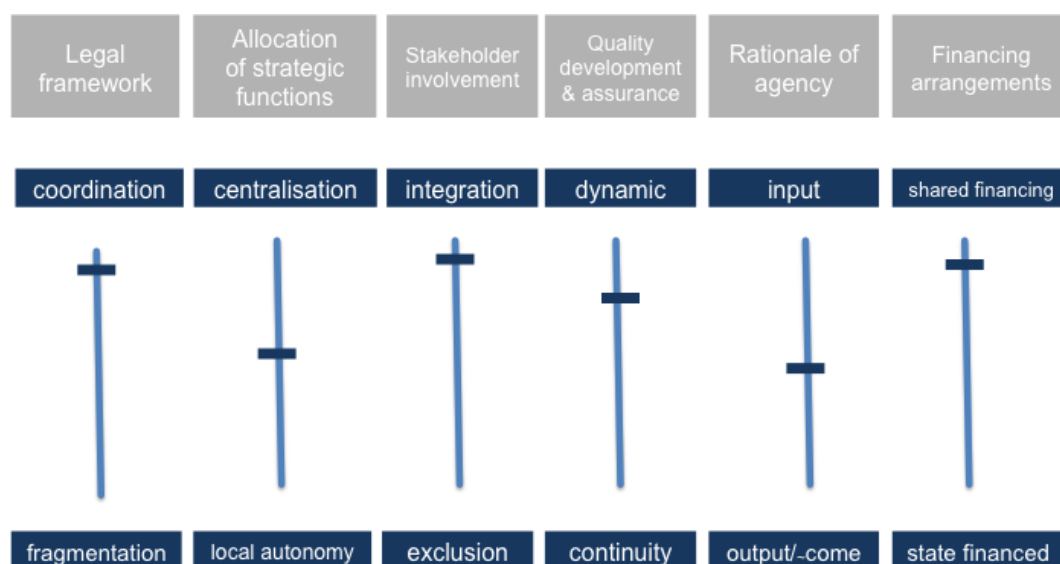 Legal
framework
Allocation
of strategic
functions
Stakeholder
involvement
Quality
development
& assurance
Rationale of
agency
Financing
arrangements
coordination
centralisation
integration
dynamic
input
shared financing
fragmentation
local autonomy
exclusion
continuity
output/~come
state financed